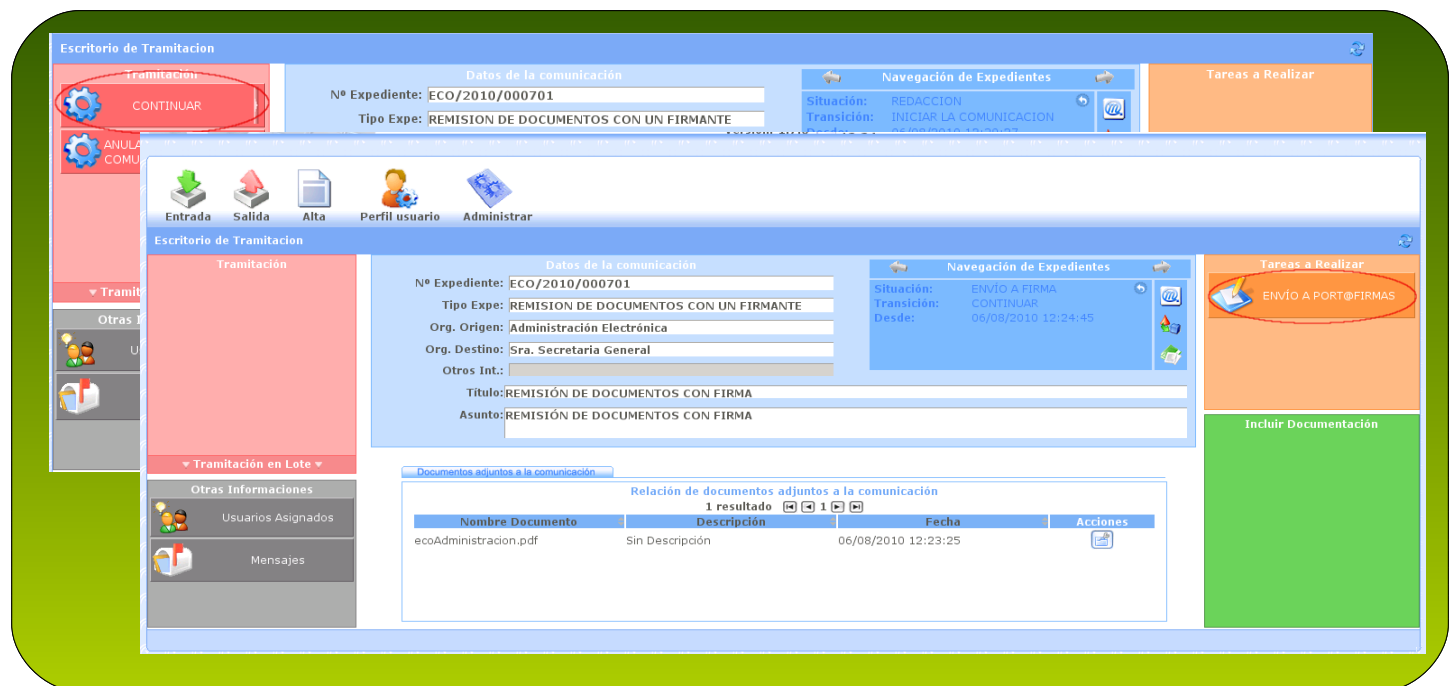 Escritorio de Tramitacion
Tramitación
CONTINUAR
Datos de la comunicación
Nº Expediente: ECO/2010/000701
Tipo Expe: REMISION DE DOCUMENTOS CON UN FIRMANTE
Navegación de Expedientes
Situación: REDACCION
Transición: INICIAR LA COMUNICACION
Tareas a Realizar
Entrada
Salida
Alta
Perfil usuario
Administrar
Escritorio de Tramitacion
Tramitación
Tramitación en Lote
Otras Informaciones
Usuarios Asignados
Mensajes
Datos de la comunicación
Nº Expediente: ECO/2010/000701
Tipo Expe: REMISION DE DOCUMENTOS CON UN FIRMANTE
Org. Origen: Administración Electrónica
Org. Destino: Sra. Secretaria General
Otros Int.:
Título: REMISIÓN DE DOCUMENTOS CON FIRMA
Asunto: REMISIÓN DE DOCUMENTOS CON FIRMA
Navegación de Expedientes
Situación: ENVÍO A FIRMA
Transición: CONTINUAR
Desde: 06/08/2010 12:24:45
Tareas a Realizar
ENVÍO A PORT@FIRMAS
Incluir Documentación
Documentos adjuntos a la comunicación
Relación de documentos adjuntos a la comunicación
1 resultado 1
Nombre Documento Descripción Fecha Acciones
ecoAdministracion.pdf Sin Descripción 06/08/2010 12:23:25